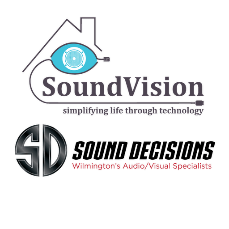 SoundVision
simplifying life through technology
SD SOUND DECISIONS
Wilmington's Audio/Visual Specialists